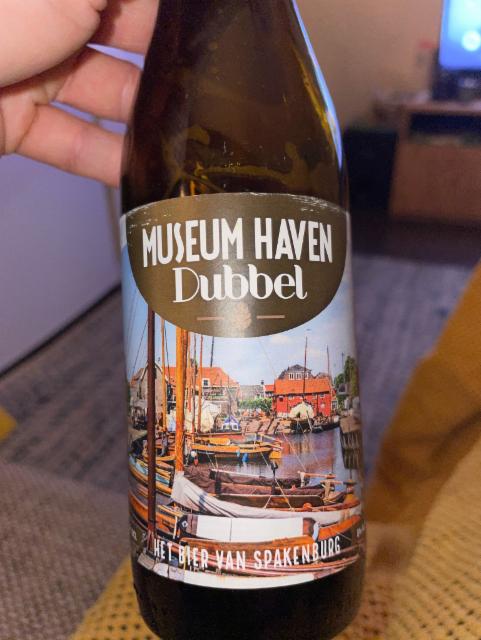 MUSEUM HAVEN
Dubbel
HET BIER VAN SPAKENBURG